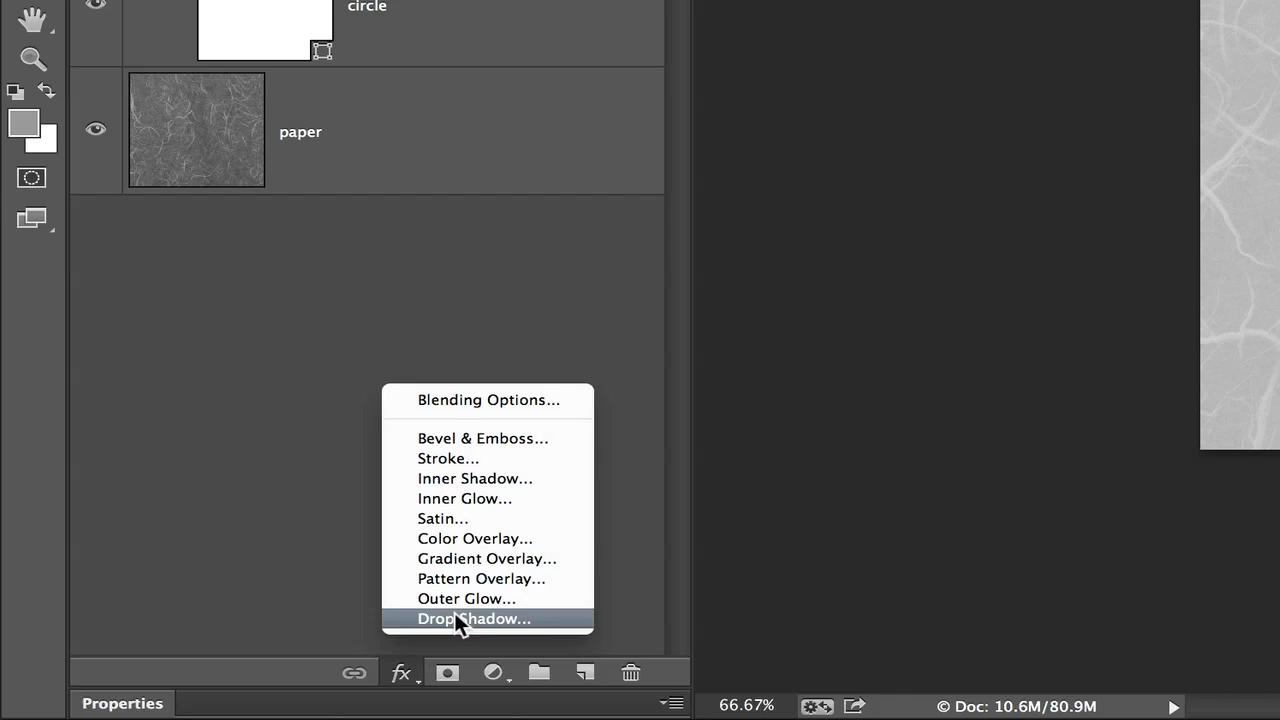 circle
paper
Blending Options...
Bevel & Emboss...
Stroke...
Inner Shadow...
Inner Glow...
Satin...
Color Overlay...
Gradient Overlay...
Pattern Overlay...
Outer Glow...
Drop Shadow...
fx
Properties
66.67%
© Doc: 10.6M/80.9M